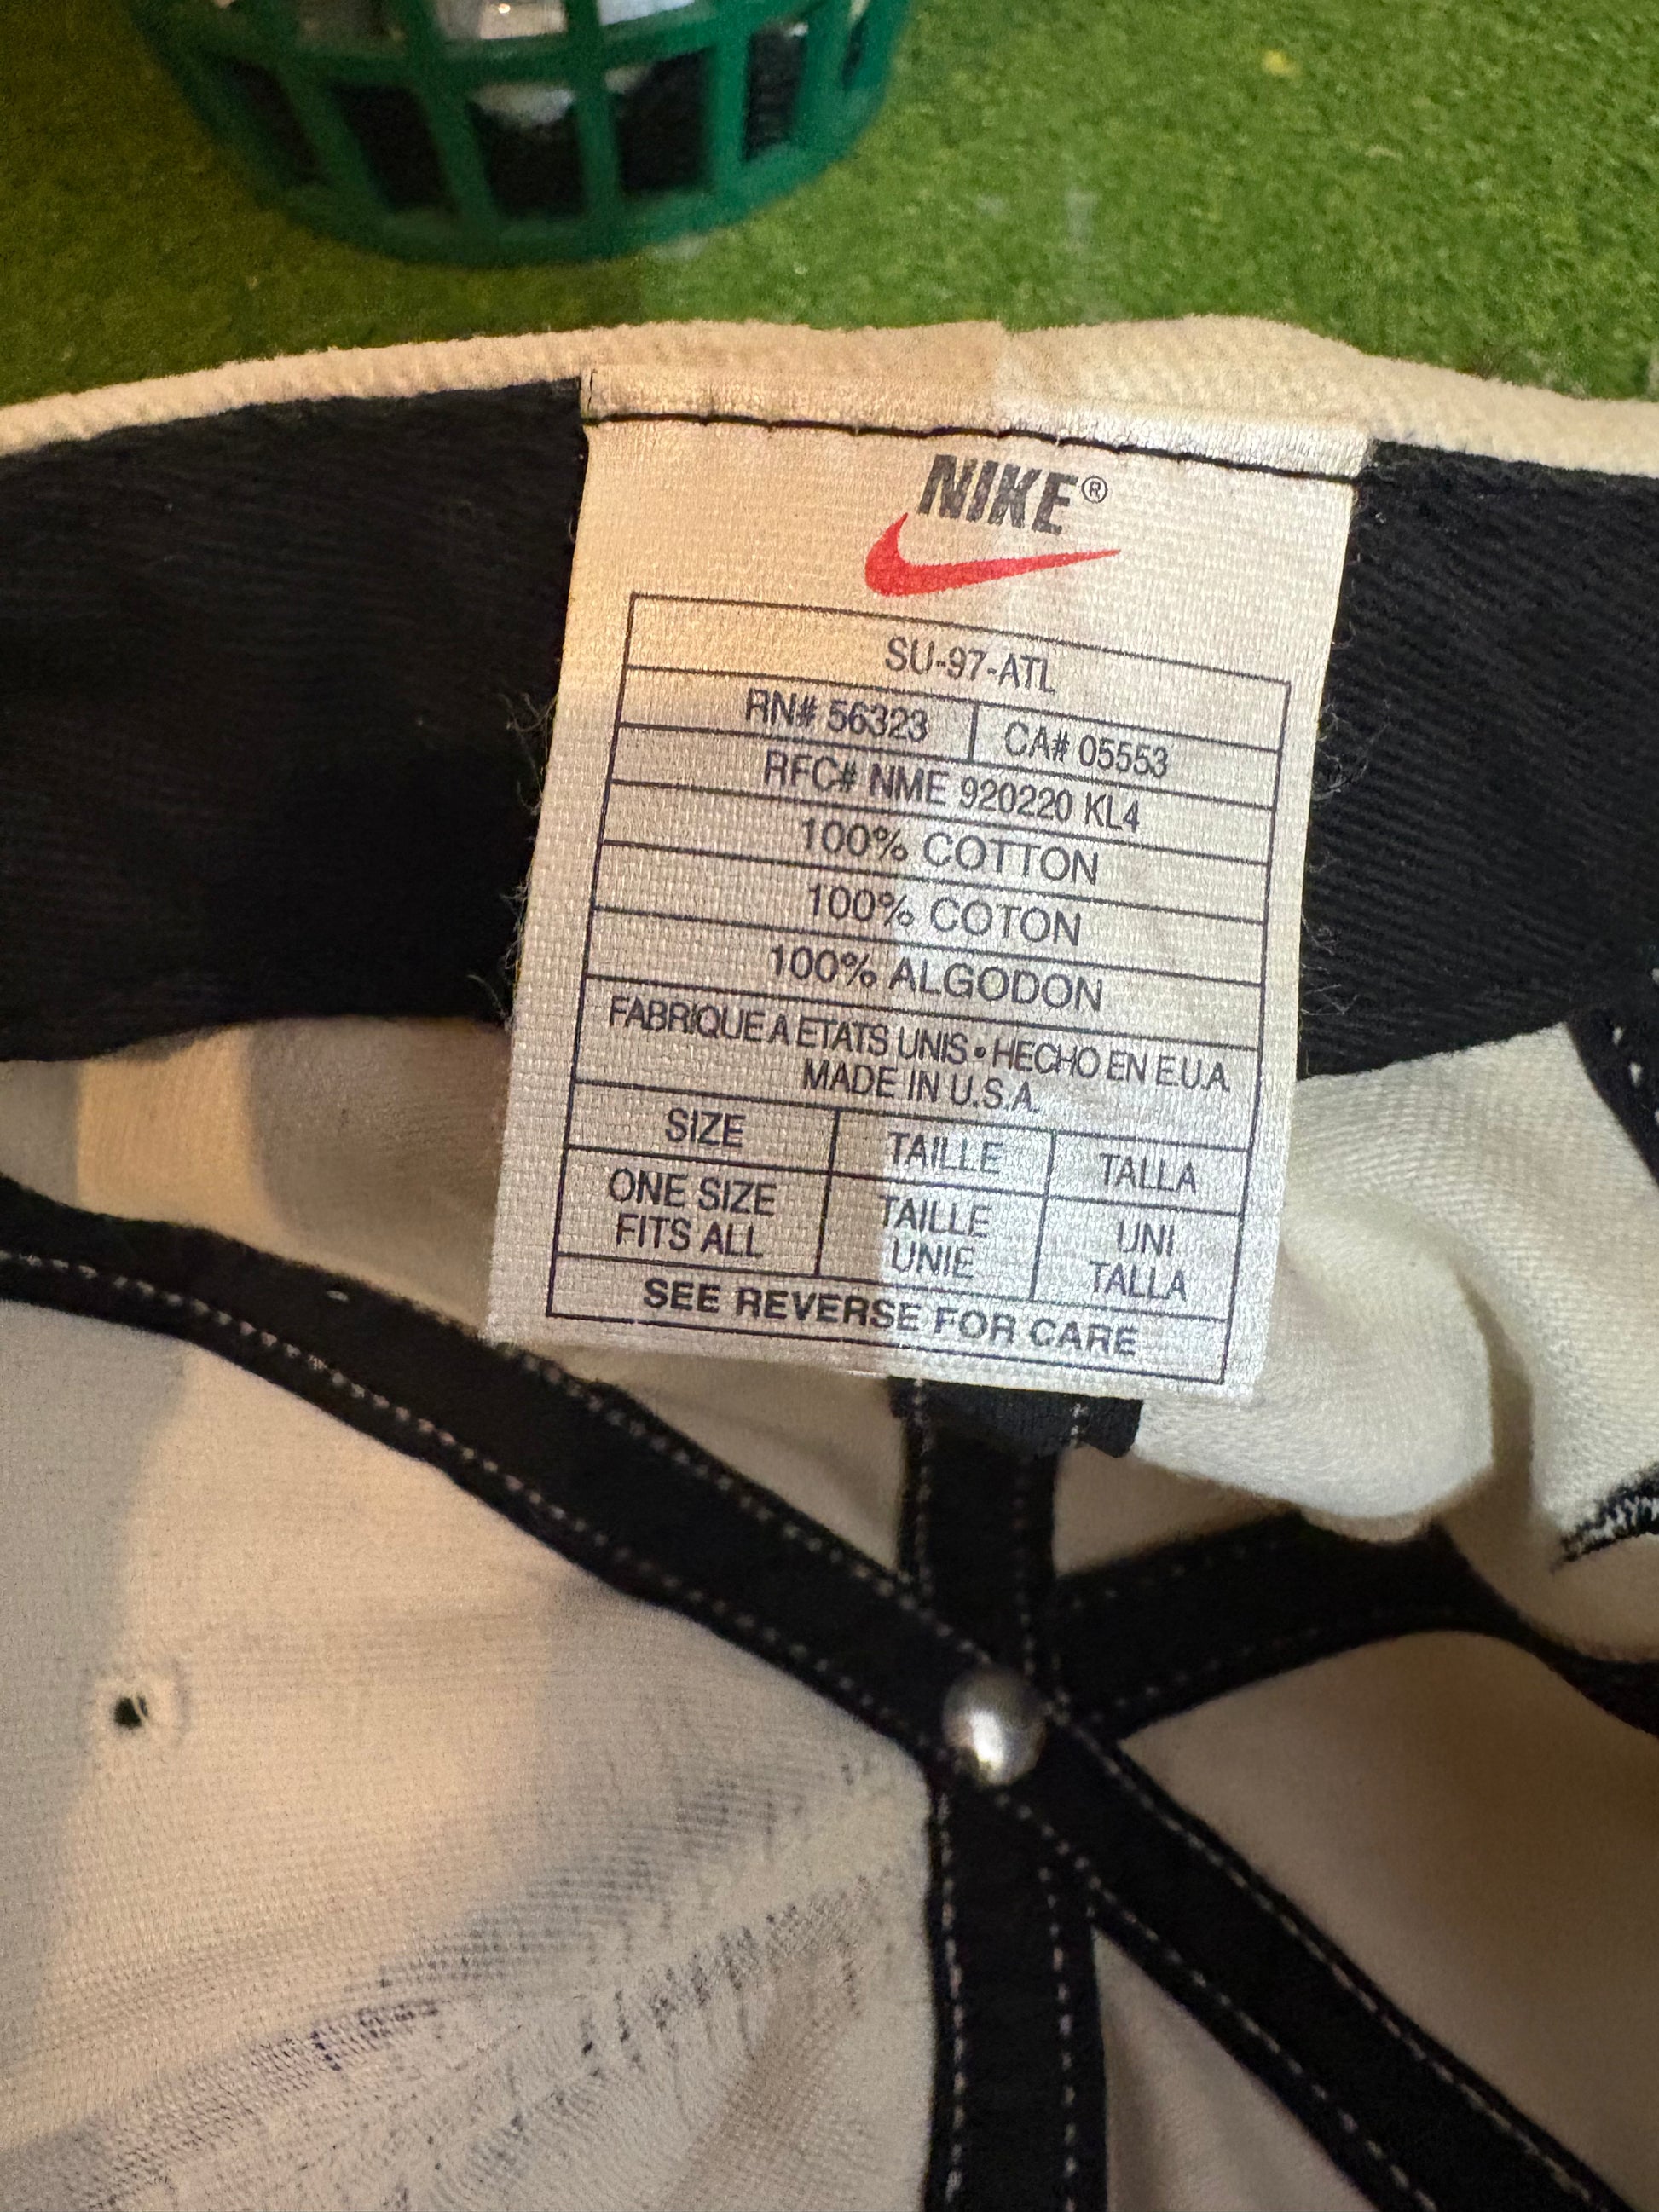 NIKE®
SU-97-ATL
RN# 56323 CA# 05553
RFC# NME 920220 KL4
100% COTTON
100% COTON
100% ALGODON
FABRIQUE A ETATS UNIS • HECHO EN E.U.A.
MADE IN U.S.A.
SIZE TAILLE TALLA
ONE SIZE TAILLE UNI
FITS ALL UNIE TALLA
SEE REVERSE FOR CARE